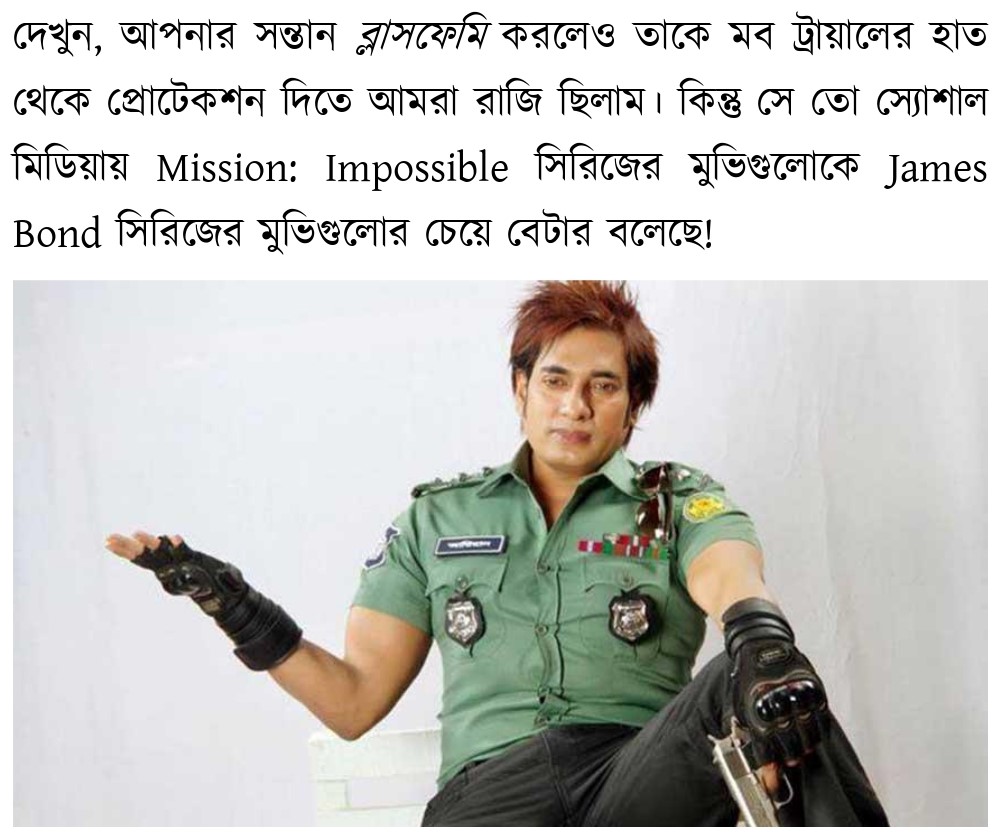 দেখুন, আপনার সন্তান ব্লাসফেমি করলেও তাকে মব ট্রায়ালের হাত
থেকে প্রোটেকশন দিতে আমরা রাজি ছিলাম। কিন্তু সে তো স্যোশাল
মিডিয়ায় Mission: Impossible সিরিজের মুভিগুলোকে James
Bond সিরিজের মুভিগুলোর চেয়ে বেটার বলেছে!